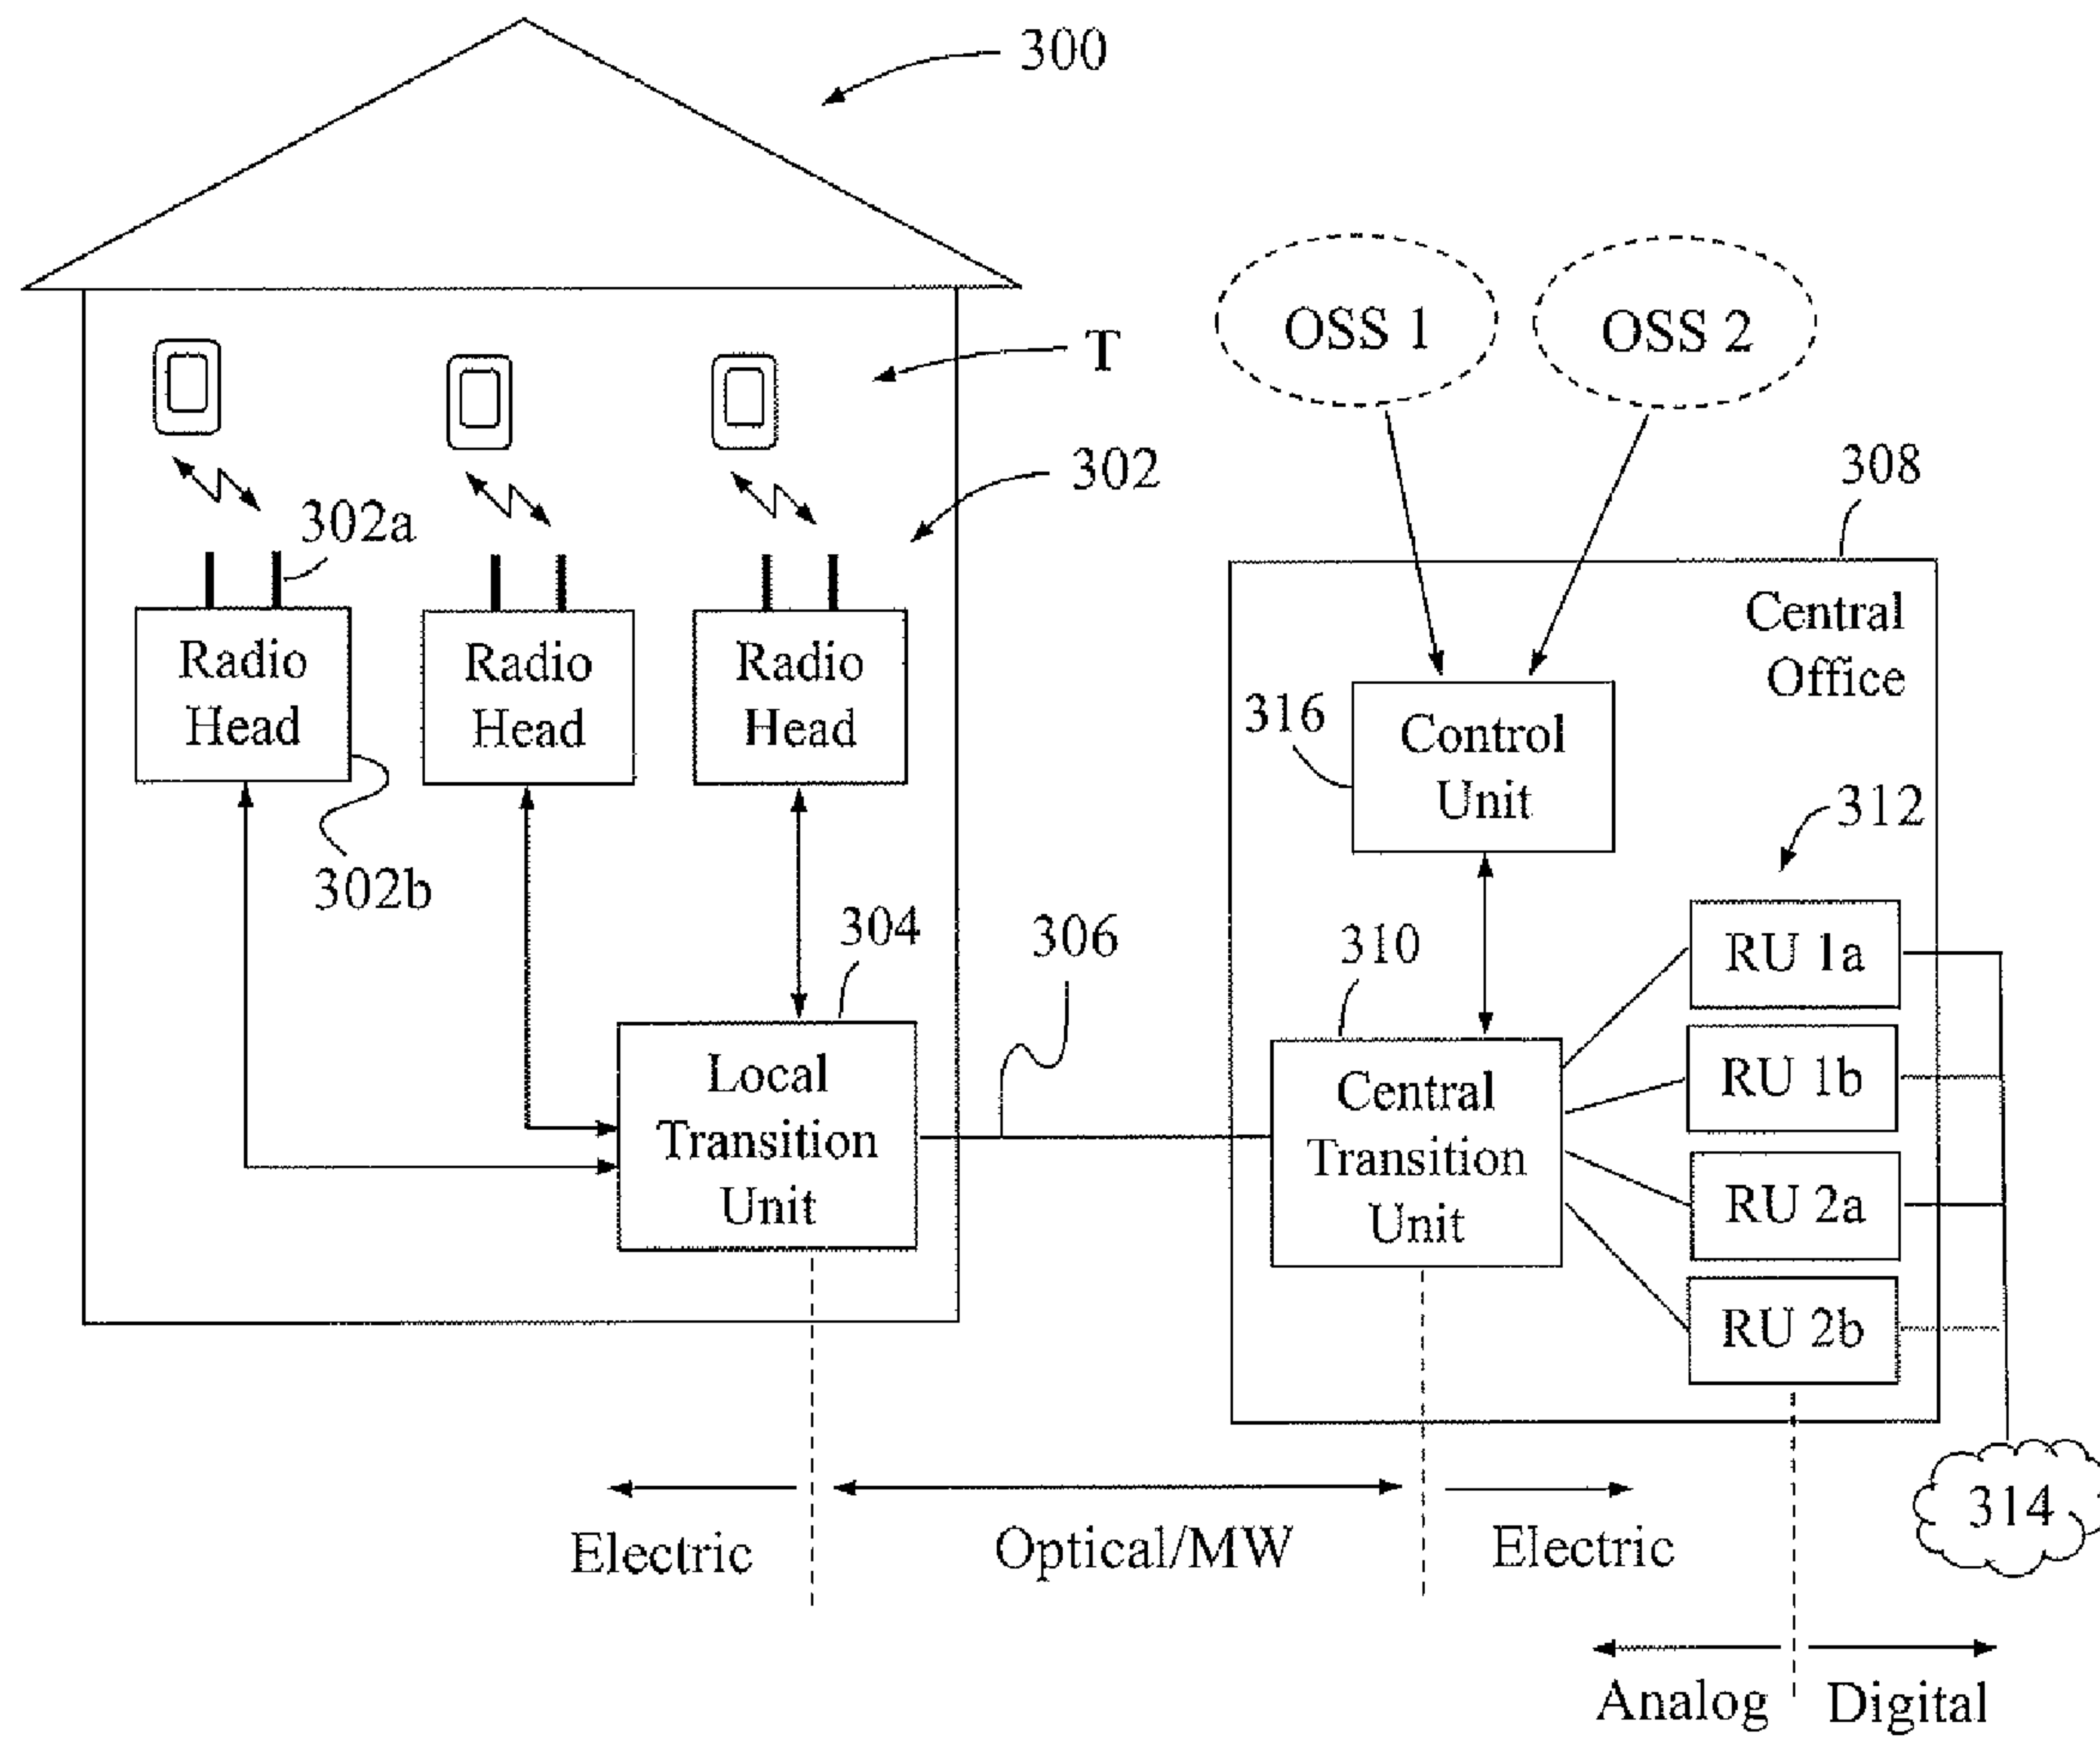 300
OSS 1
OSS 2
T
302
308
302a
Central
Office
Radio
Head
Radio
Head
Radio
Head
316
Control
Unit
312
302b
304
306
310
RU 1a
RU 1b
RU 2a
RU 2b
Local
Transition
Unit
Central
Transition
Unit
314
Electric
Optical/MW
Electric
Analog
Digital